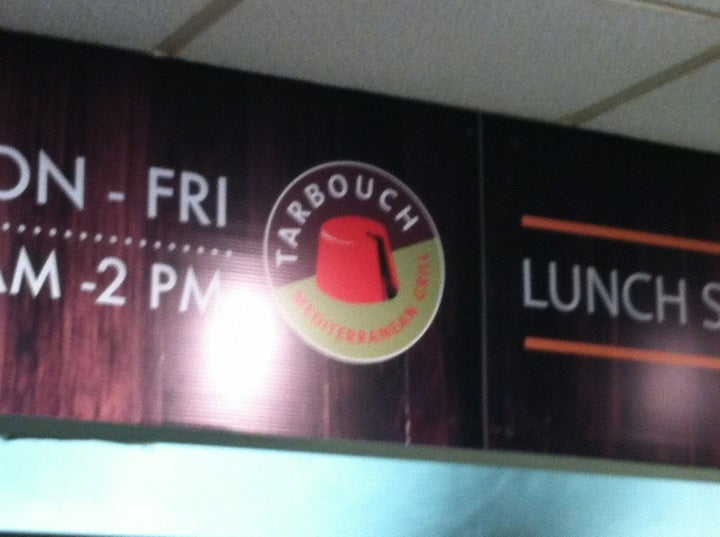 ON - FRI
AM -2 PM
TARBOUCH
MEDITERRANEAN GRILL
LUNCH S